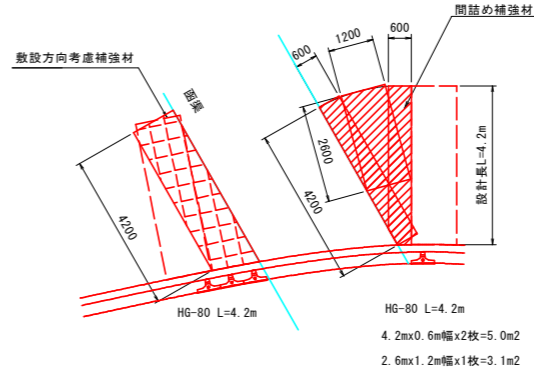 間詰め補強材
敷設方向考慮補強材
函渠
600
1200
600
2600
4200
4200
設計長L=4.2m
HG-80 L=4.2m
HG-80 L=4.2m
4.2mx0.6m幅x2枚=5.0m2
2.6mx1.2m幅x1枚=3.1m2